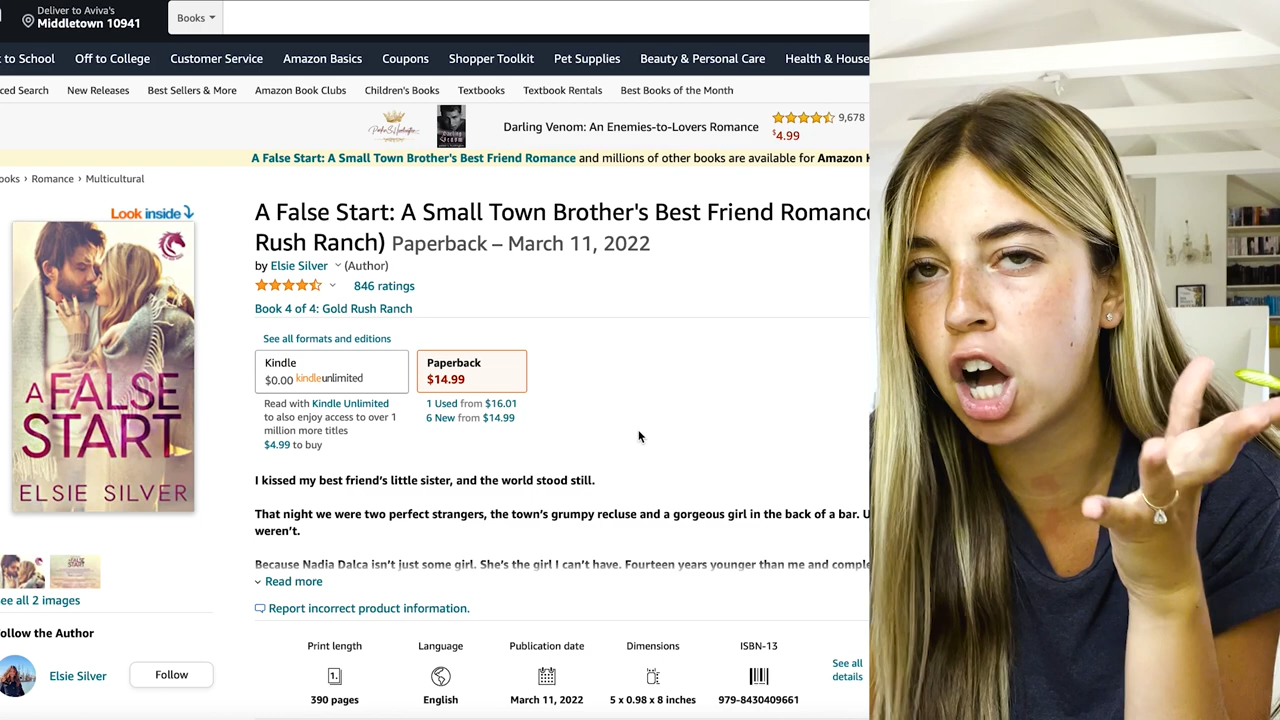 Deliver to Aviva's
Middletown 10941
Books
to School Off to College Customer Service Amazon Basics Coupons Shopper Toolkit Pet Supplies Beauty & Personal Care Health & House
Search New Releases Best Sellers & More Amazon Book Clubs Children's Books Textbooks Textbook Rentals Best Books of the Month
Darling Venom: An Enemies-to-Lovers Romance
9,678
$4.99
A False Start: A Small Town Brother's Best Friend Romance and millions of other books are available for Amazon K
ooks › Romance › Multicultural
Look inside
A False Start: A Small Town Brother's Best Friend Romance
Rush Ranch) Paperback – March 11, 2022
by Elsie Silver (Author)
846 ratings
Book 4 of 4: Gold Rush Ranch
See all formats and editions
Kindle
$0.00 kindleunlimited
Paperback
$14.99
Read with Kindle Unlimited
to also enjoy access to over 1
million more titles
$4.99 to buy
1 Used from $16.01
6 New from $14.99
A FALSE
START
ELSIE SILVER
I kissed my best friend's little sister, and the world stood still.
That night we were two perfect strangers, the town's grumpy recluse and a gorgeous girl in the back of a bar. U
weren't.
Because Nadia Dalca isn't just some girl. She's the girl I can't have. Fourteen years younger than me and comple
Read more
ee all 2 images
Report incorrect product information.
ollow the Author
Elsie Silver
Follow
Print length Language Publication date Dimensions ISBN-13
See all
details
390 pages English March 11, 2022 5 x 0.98 x 8 inches 979-8430409661